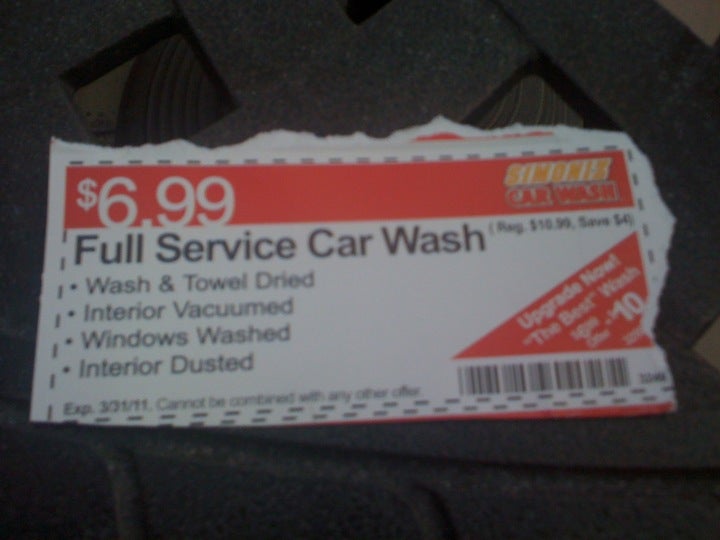 $6.99
SIMONIZ
CAR WASH
Full Service Car Wash
(Reg. $10.99, Save $4)
• Wash & Towel Dried
• Interior Vacuumed
• Windows Washed
• Interior Dusted
Upgrade Now!
"The Best" Wash
$10
Offer
Exp. 3/31/11. Cannot be combined with any other offer.